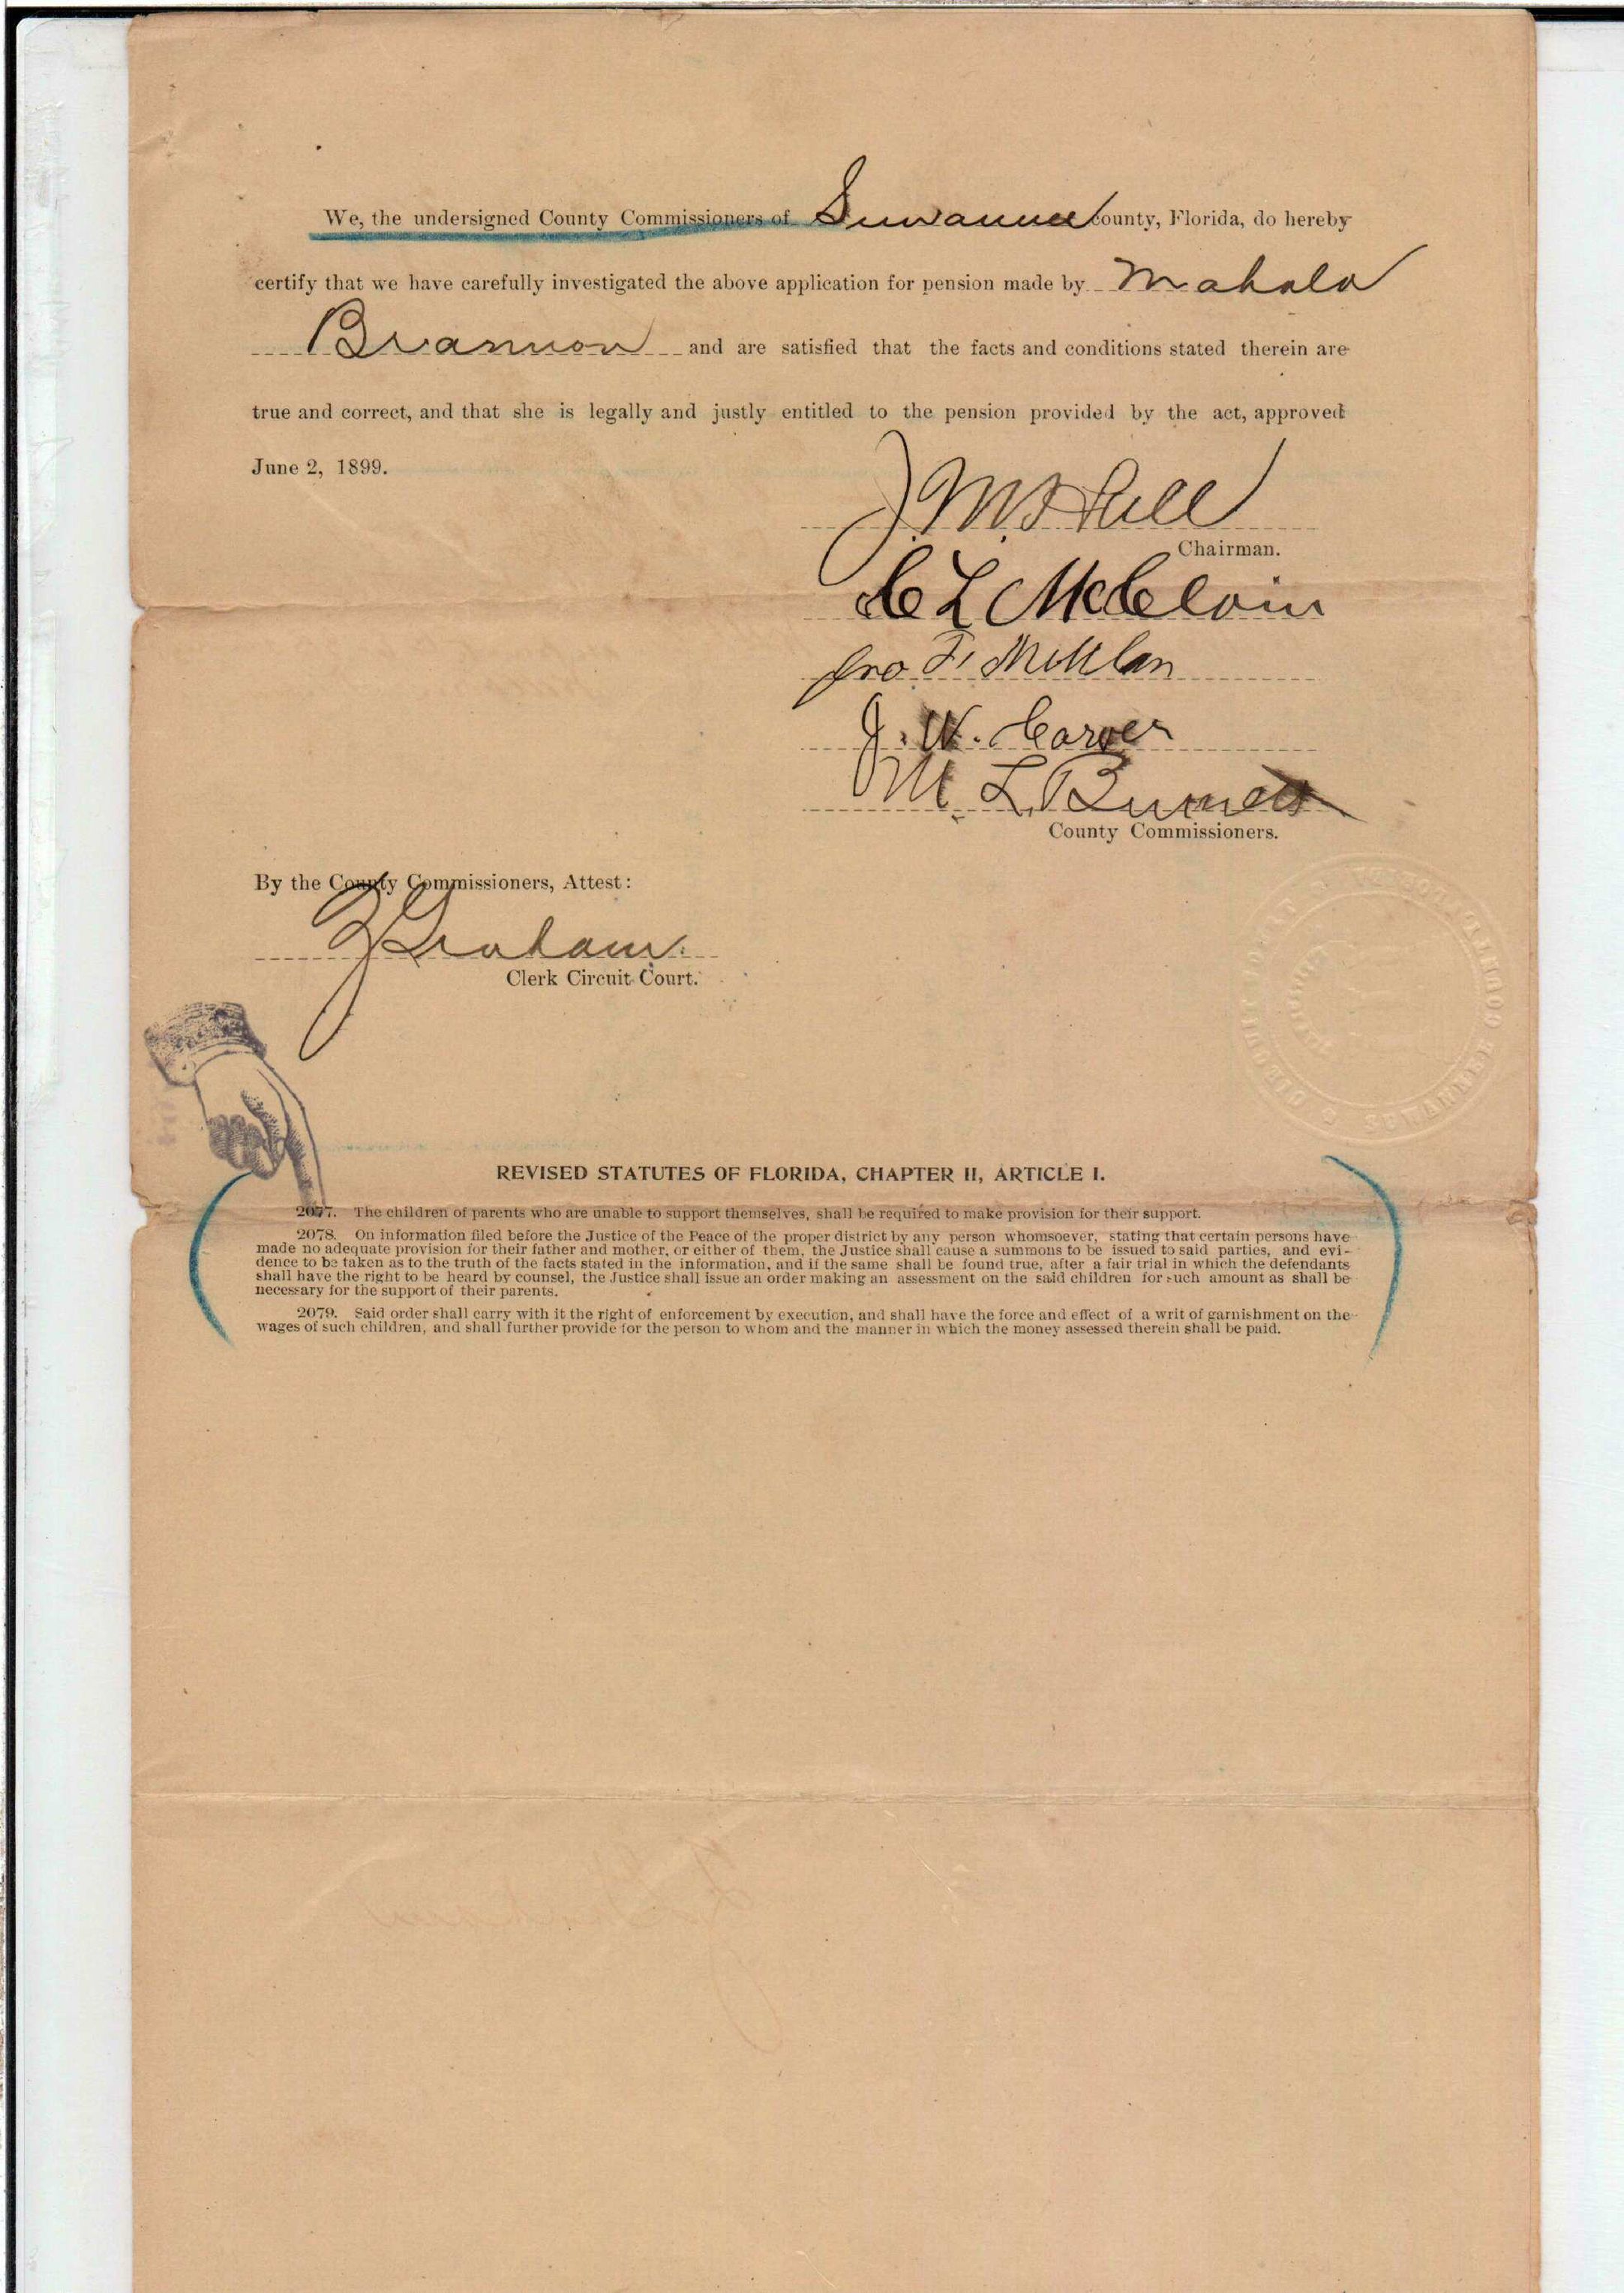 We, the undersigned County Commissioners of Suwannee County, Florida, do hereby
certify that we have carefully investigated the above application for pension made by Mahala
Brannon and are satisfied that the facts and conditions stated therein are
true and correct, and that she is legally and justly entitled to the pension provided by the act, approved
June 2, 1899.
J. M. Hull
Chairman.
C L McClain
Jno F. McMlan
J. W. Carver
M. L. Burnett
County Commissioners.
By the County Commissioners, Attest:
Graham.
Clerk Circuit Court.
CIRCUIT COURT SUWANNEE COUNTY FLORIDA
REVISED STATUTES OF FLORIDA, CHAPTER II, ARTICLE I.
2077. The children of parents who are unable to support themselves, shall be required to make provision for their support.
2078. On information filed before the Justice of the Peace of the proper district by any person whomsoever, stating that certain persons have
made no adequate provision for their father and mother, or either of them, the Justice shall cause a summons to be issued to said parties, and evi-
dence to be taken as to the truth of the facts stated in the information, and if the same shall be found true, after a fair trial in which the defendants
shall have the right to be heard by counsel, the Justice shall issue an order making an assessment on the said children for such amount as shall be
necessary for the support of their parents.
2079. Said order shall carry with it the right of enforcement by execution, and shall have the force and effect of a writ of garnishment on the
wages of such children, and shall further provide for the person to whom and the manner in which the money assessed therein shall be paid.